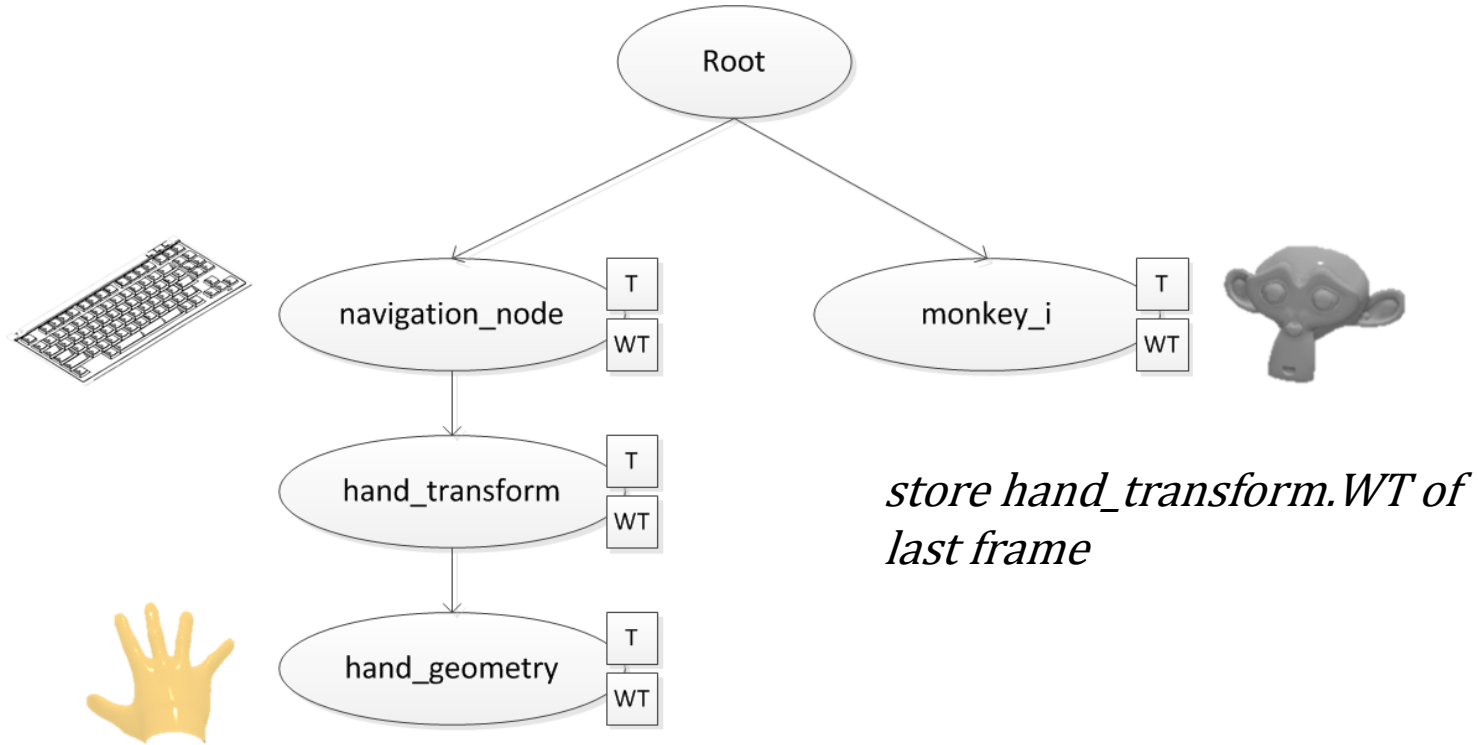 Root
navigation_node
T
WT
monkey_i
T
WT
hand_transform
T
WT
store hand_transform.WT of
last frame
hand_geometry
T
WT